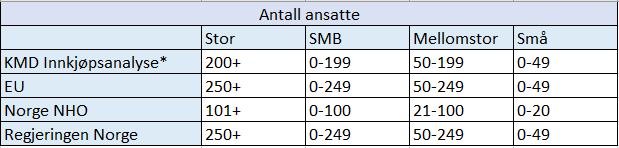 Antall ansatte
Stor SMB Mellomstor Små
KMD Innkjøpsanalyse* 200+ 0-199 50-199 0-49
EU 250+ 0-249 50-249 0-49
Norge NHO 101+ 0-100 21-100 0-20
Regjeringen Norge 250+ 0-249 50-249 0-49